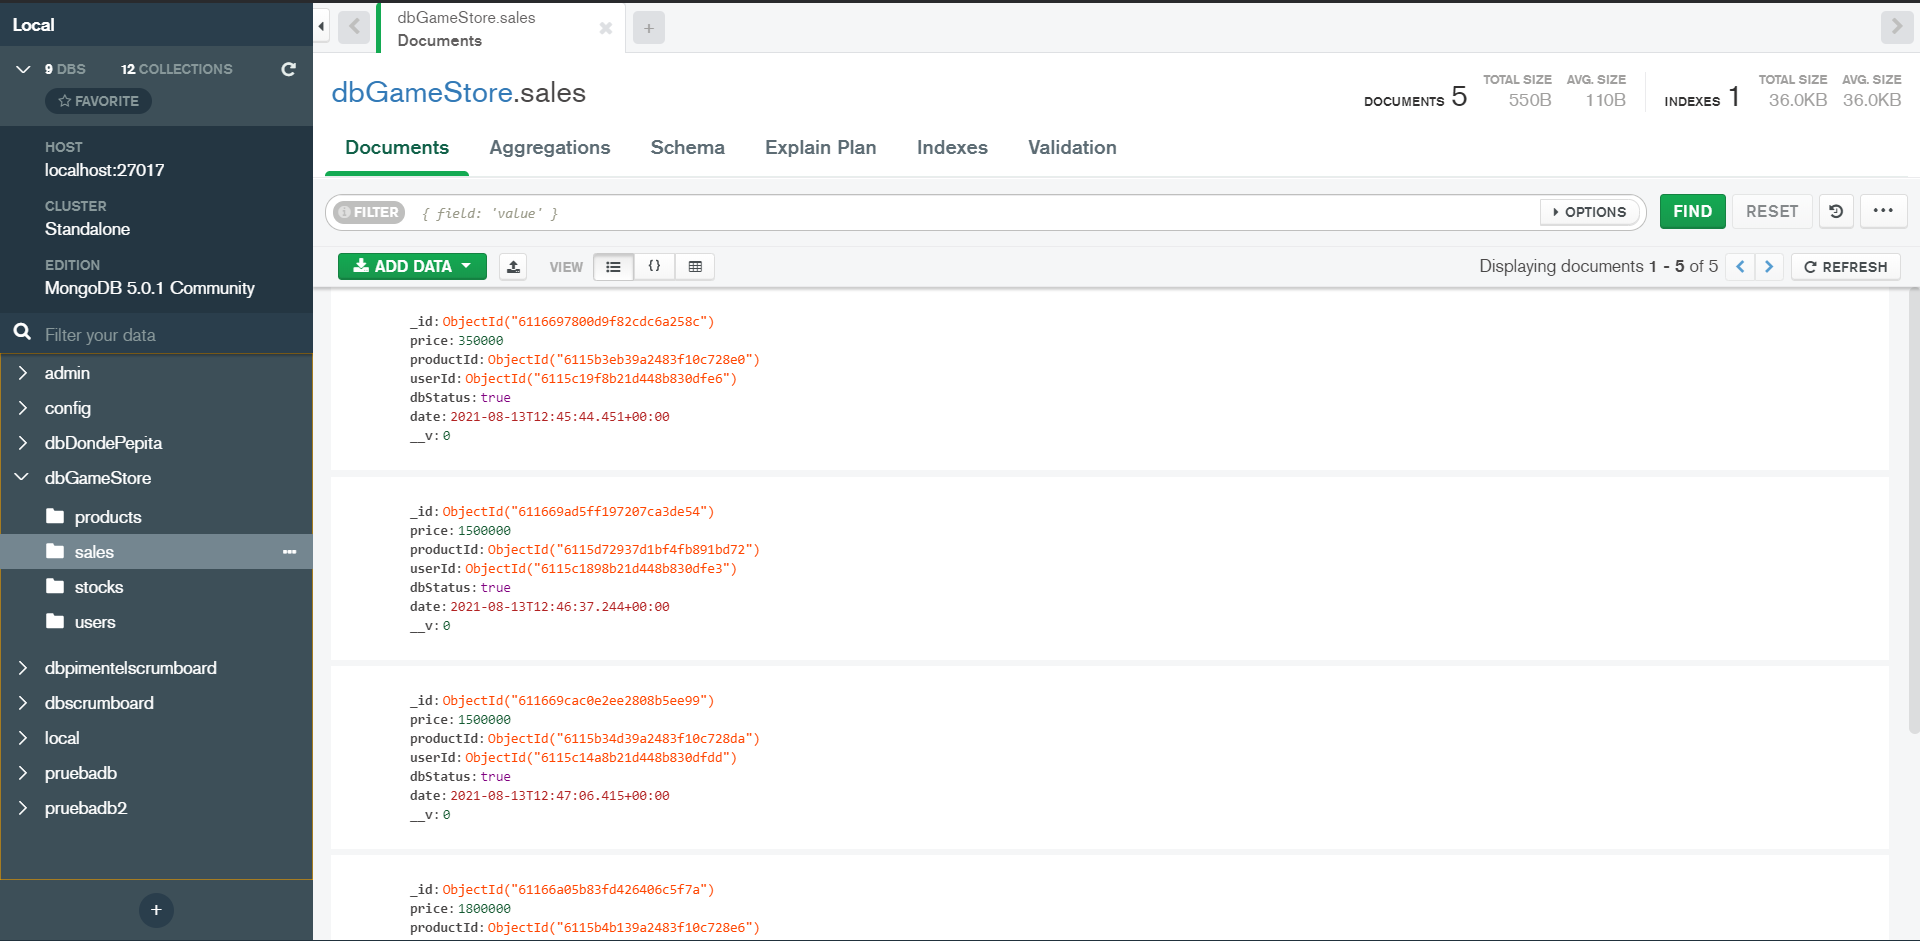 Local
9 DBS 12 COLLECTIONS
FAVORITE
HOST
localhost:27017
CLUSTER
Standalone
EDITION
MongoDB 5.0.1 Community
Filter your data
admin
config
dbDondePepita
dbGameStore
products
sales
stocks
users
dbpimentelscrumboard
dbscrumboard
local
pruebadb
pruebadb2
+
dbGameStore.sales
Documents
+
dbGameStore.sales
DOCUMENTS 5
TOTAL SIZE
550B
AVG. SIZE
110B
INDEXES 1
TOTAL SIZE
36.0KB
AVG. SIZE
36.0KB
Documents Aggregations Schema Explain Plan Indexes Validation
FILTER { field: 'value' } OPTIONS FIND RESET
ADD DATA VIEW {} Displaying documents 1 - 5 of 5 REFRESH
_id: ObjectId("6116697800d9f82cdc6a258c")
price: 350000
productId: ObjectId("6115b3eb39a2483f10c728e0")
userId: ObjectId("6115c19f8b21d448b830dfe6")
dbStatus: true
date: 2021-08-13T12:45:44.451+00:00
__v: 0
_id: ObjectId("611669ad5ff197207ca3de54")
price: 1500000
productId: ObjectId("6115d72937d1bf4fb891bd72")
userId: ObjectId("6115c1898b21d448b830dfe3")
dbStatus: true
date: 2021-08-13T12:46:37.244+00:00
__v: 0
_id: ObjectId("611669cac0e2ee2808b5ee99")
price: 1500000
productId: ObjectId("6115b34d39a2483f10c728da")
userId: ObjectId("6115c14a8b21d448b830dfdd")
dbStatus: true
date: 2021-08-13T12:47:06.415+00:00
__v: 0
_id: ObjectId("61166a05b83fd426406c5f7a")
price: 1800000
productId: ObjectId("6115b4b139a2483f10c728e6")